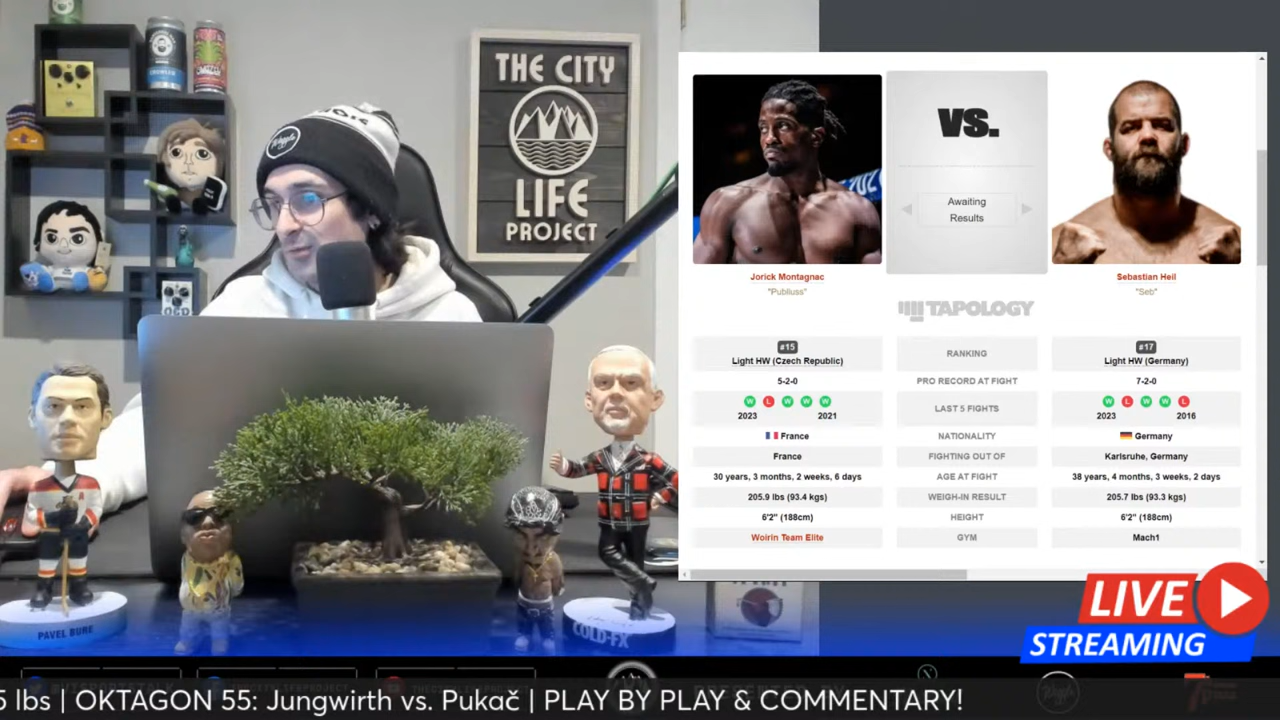 THE CITY
LIFE
PROJECT
VS.
Awaiting
Results
Jorick Montagnac
"Publiuss"
Sebastian Heil
"Seb"
TAPOLOGY
#15
Light HW (Czech Republic)
RANKING
#17
Light HW (Germany)
5-2-0
PRO RECORD AT FIGHT
7-2-0
W L W W W
2023 2021
LAST 5 FIGHTS
W L W W L
2023 2016
France
NATIONALITY
Germany
France
FIGHTING OUT OF
Karlsruhe, Germany
30 years, 3 months, 2 weeks, 6 days
AGE AT FIGHT
38 years, 4 months, 3 weeks, 2 days
205.9 lbs (93.4 kgs)
WEIGH-IN RESULT
205.7 lbs (93.3 kgs)
6'2" (188cm)
HEIGHT
6'2" (188cm)
Woirin Team Elite
GYM
Mach1
PAVEL BURE
COLD-FX
LIVE
STREAMING
5 lbs | OKTAGON 55: Jungwirth vs. Pukač | PLAY BY PLAY & COMMENTARY!